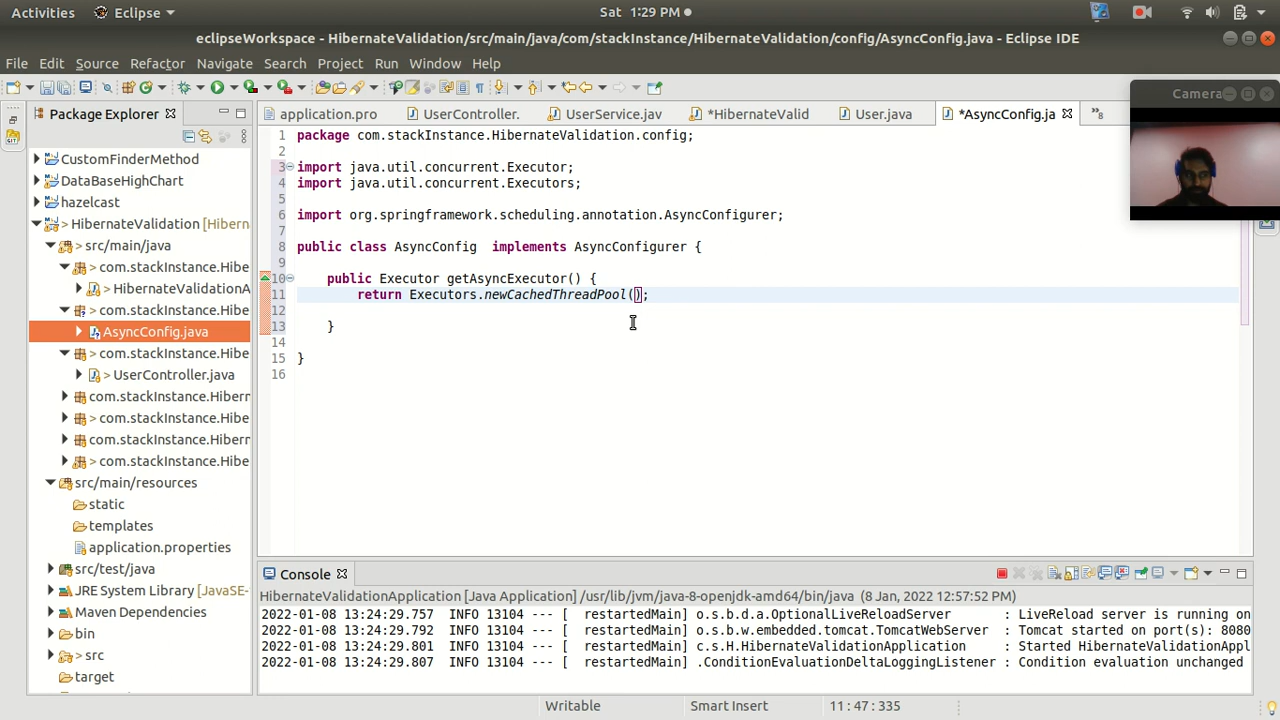 Activities Eclipse Sat 1:29 PM
eclipseWorkspace - HibernateValidation/src/main/java/com/stackInstance/HibernateValidation/config/AsyncConfig.java - Eclipse IDE
File Edit Source Refactor Navigate Search Project Run Window Help
Camera
Package Explorer
application.pro UserController. UserService.jav *HibernateValid User.java *AsyncConfig.ja »8
CustomFinderMethod
DataBaseHighChart
hazelcast
> HibernateValidation [Hibern
> src/main/java
> com.stackInstance.Hibe
> HibernateValidationA
> com.stackInstance.Hibe
AsyncConfig.java
> com.stackInstance.Hibe
> UserController.java
> com.stackInstance.Hiber
> com.stackInstance.Hiber
> com.stackInstance.Hiber
> com.stackInstance.Hibe
> src/main/resources
static
templates
application.properties
src/test/java
JRE System Library [JavaSE-
Maven Dependencies
bin
> src
target
1 package com.stackInstance.HibernateValidation.config;
2
3 import java.util.concurrent.Executor;
4 import java.util.concurrent.Executors;
5
6 import org.springframework.scheduling.annotation.AsyncConfigurer;
7
8 public class AsyncConfig implements AsyncConfigurer {
9
10 public Executor getAsyncExecutor() {
11 return Executors.newCachedThreadPool();
12
13 }
14
15 }
16
Console
HibernateValidationApplication [Java Application] /usr/lib/jvm/java-8-openjdk-amd64/bin/java (8 Jan, 2022 12:57:52 PM)
2022-01-08 13:24:29.757 INFO 13104 --- [ restartedMain] o.s.b.d.a.OptionalLiveReloadServer : LiveReload server is running on
2022-01-08 13:24:29.792 INFO 13104 --- [ restartedMain] o.s.b.w.embedded.tomcat.TomcatWebServer : Tomcat started on port(s): 8080
2022-01-08 13:24:29.801 INFO 13104 --- [ restartedMain] c.s.H.HibernateValidationApplication : Started HibernateValidationAppl
2022-01-08 13:24:29.807 INFO 13104 --- [ restartedMain] .ConditionEvaluationDeltaLoggingListener : Condition evaluation unchanged
Writable Smart Insert 11:47:335